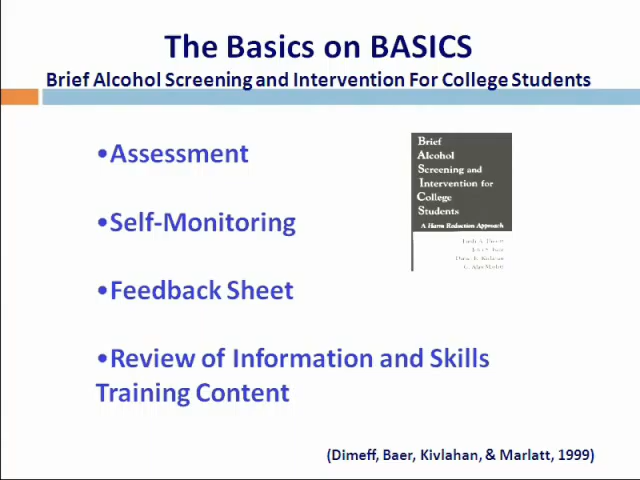 The Basics on BASICS
Brief Alcohol Screening and Intervention For College Students
•Assessment
•Self-Monitoring
•Feedback Sheet
•Review of Information and Skills
Training Content
Brief
Alcohol
Screening and
Intervention for
College
Students
A Harm Reduction Approach
(Dimeff, Baer, Kivlahan, & Marlatt, 1999)